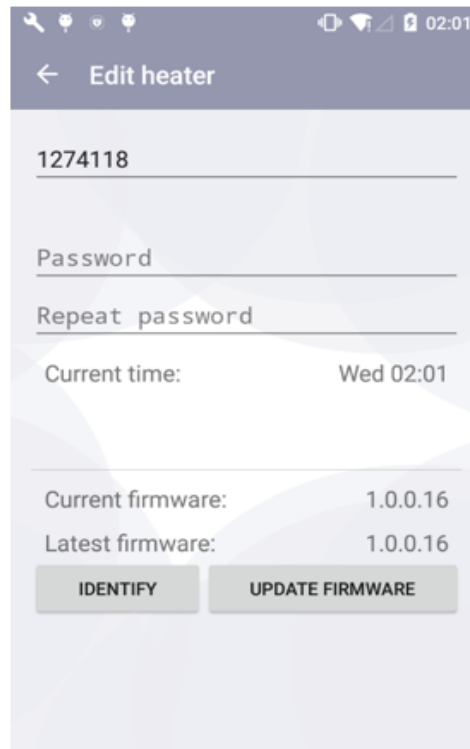 02:01
Edit heater
1274118
Password
Repeat password
Current time: Wed 02:01
Current firmware: 1.0.0.16
Latest firmware: 1.0.0.16
IDENTIFY UPDATE FIRMWARE